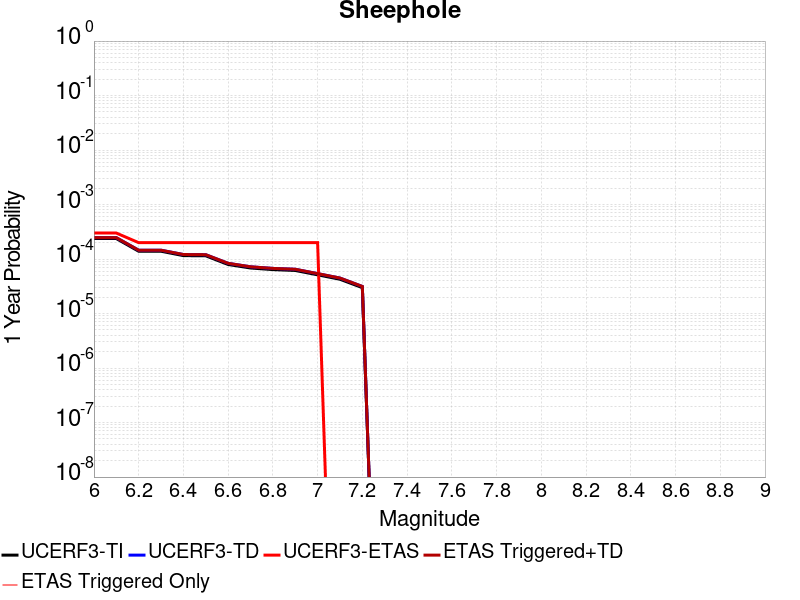 Sheephole
10^0
10^-1
10^-2
10^-3
10^-4
10^-5
10^-6
10^-7
10^-8
1 Year Probability
6 6.2 6.4 6.6 6.8 7 7.2 7.4 7.6 7.8 8 8.2 8.4 8.6 8.8 9
Magnitude
UCERF3-TI UCERF3-TD UCERF3-ETAS ETAS Triggered+TD
ETAS Triggered Only